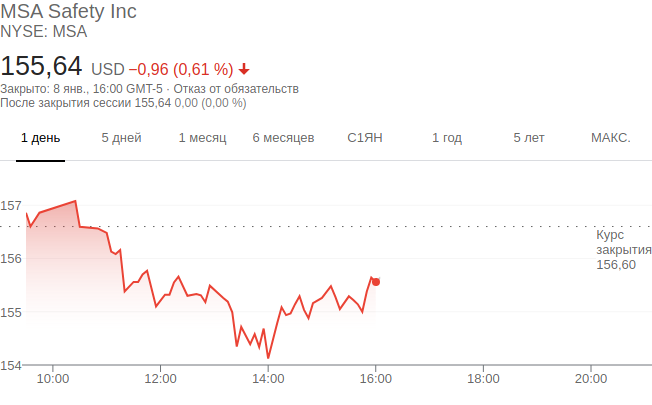 MSA Safety Inc
NYSE: MSA
155,64 USD −0,96 (0,61 %)
Закрыто: 8 янв., 16:00 GMT-5 · Отказ от обязательств
После закрытия сессии 155,64 0,00 (0,00 %)
1 день 5 дней 1 месяц 6 месяцев С1ЯН 1 год 5 лет МАКС.
157
Курс
закрытия
156,60
156
155
154
10:00 12:00 14:00 16:00 18:00 20:00